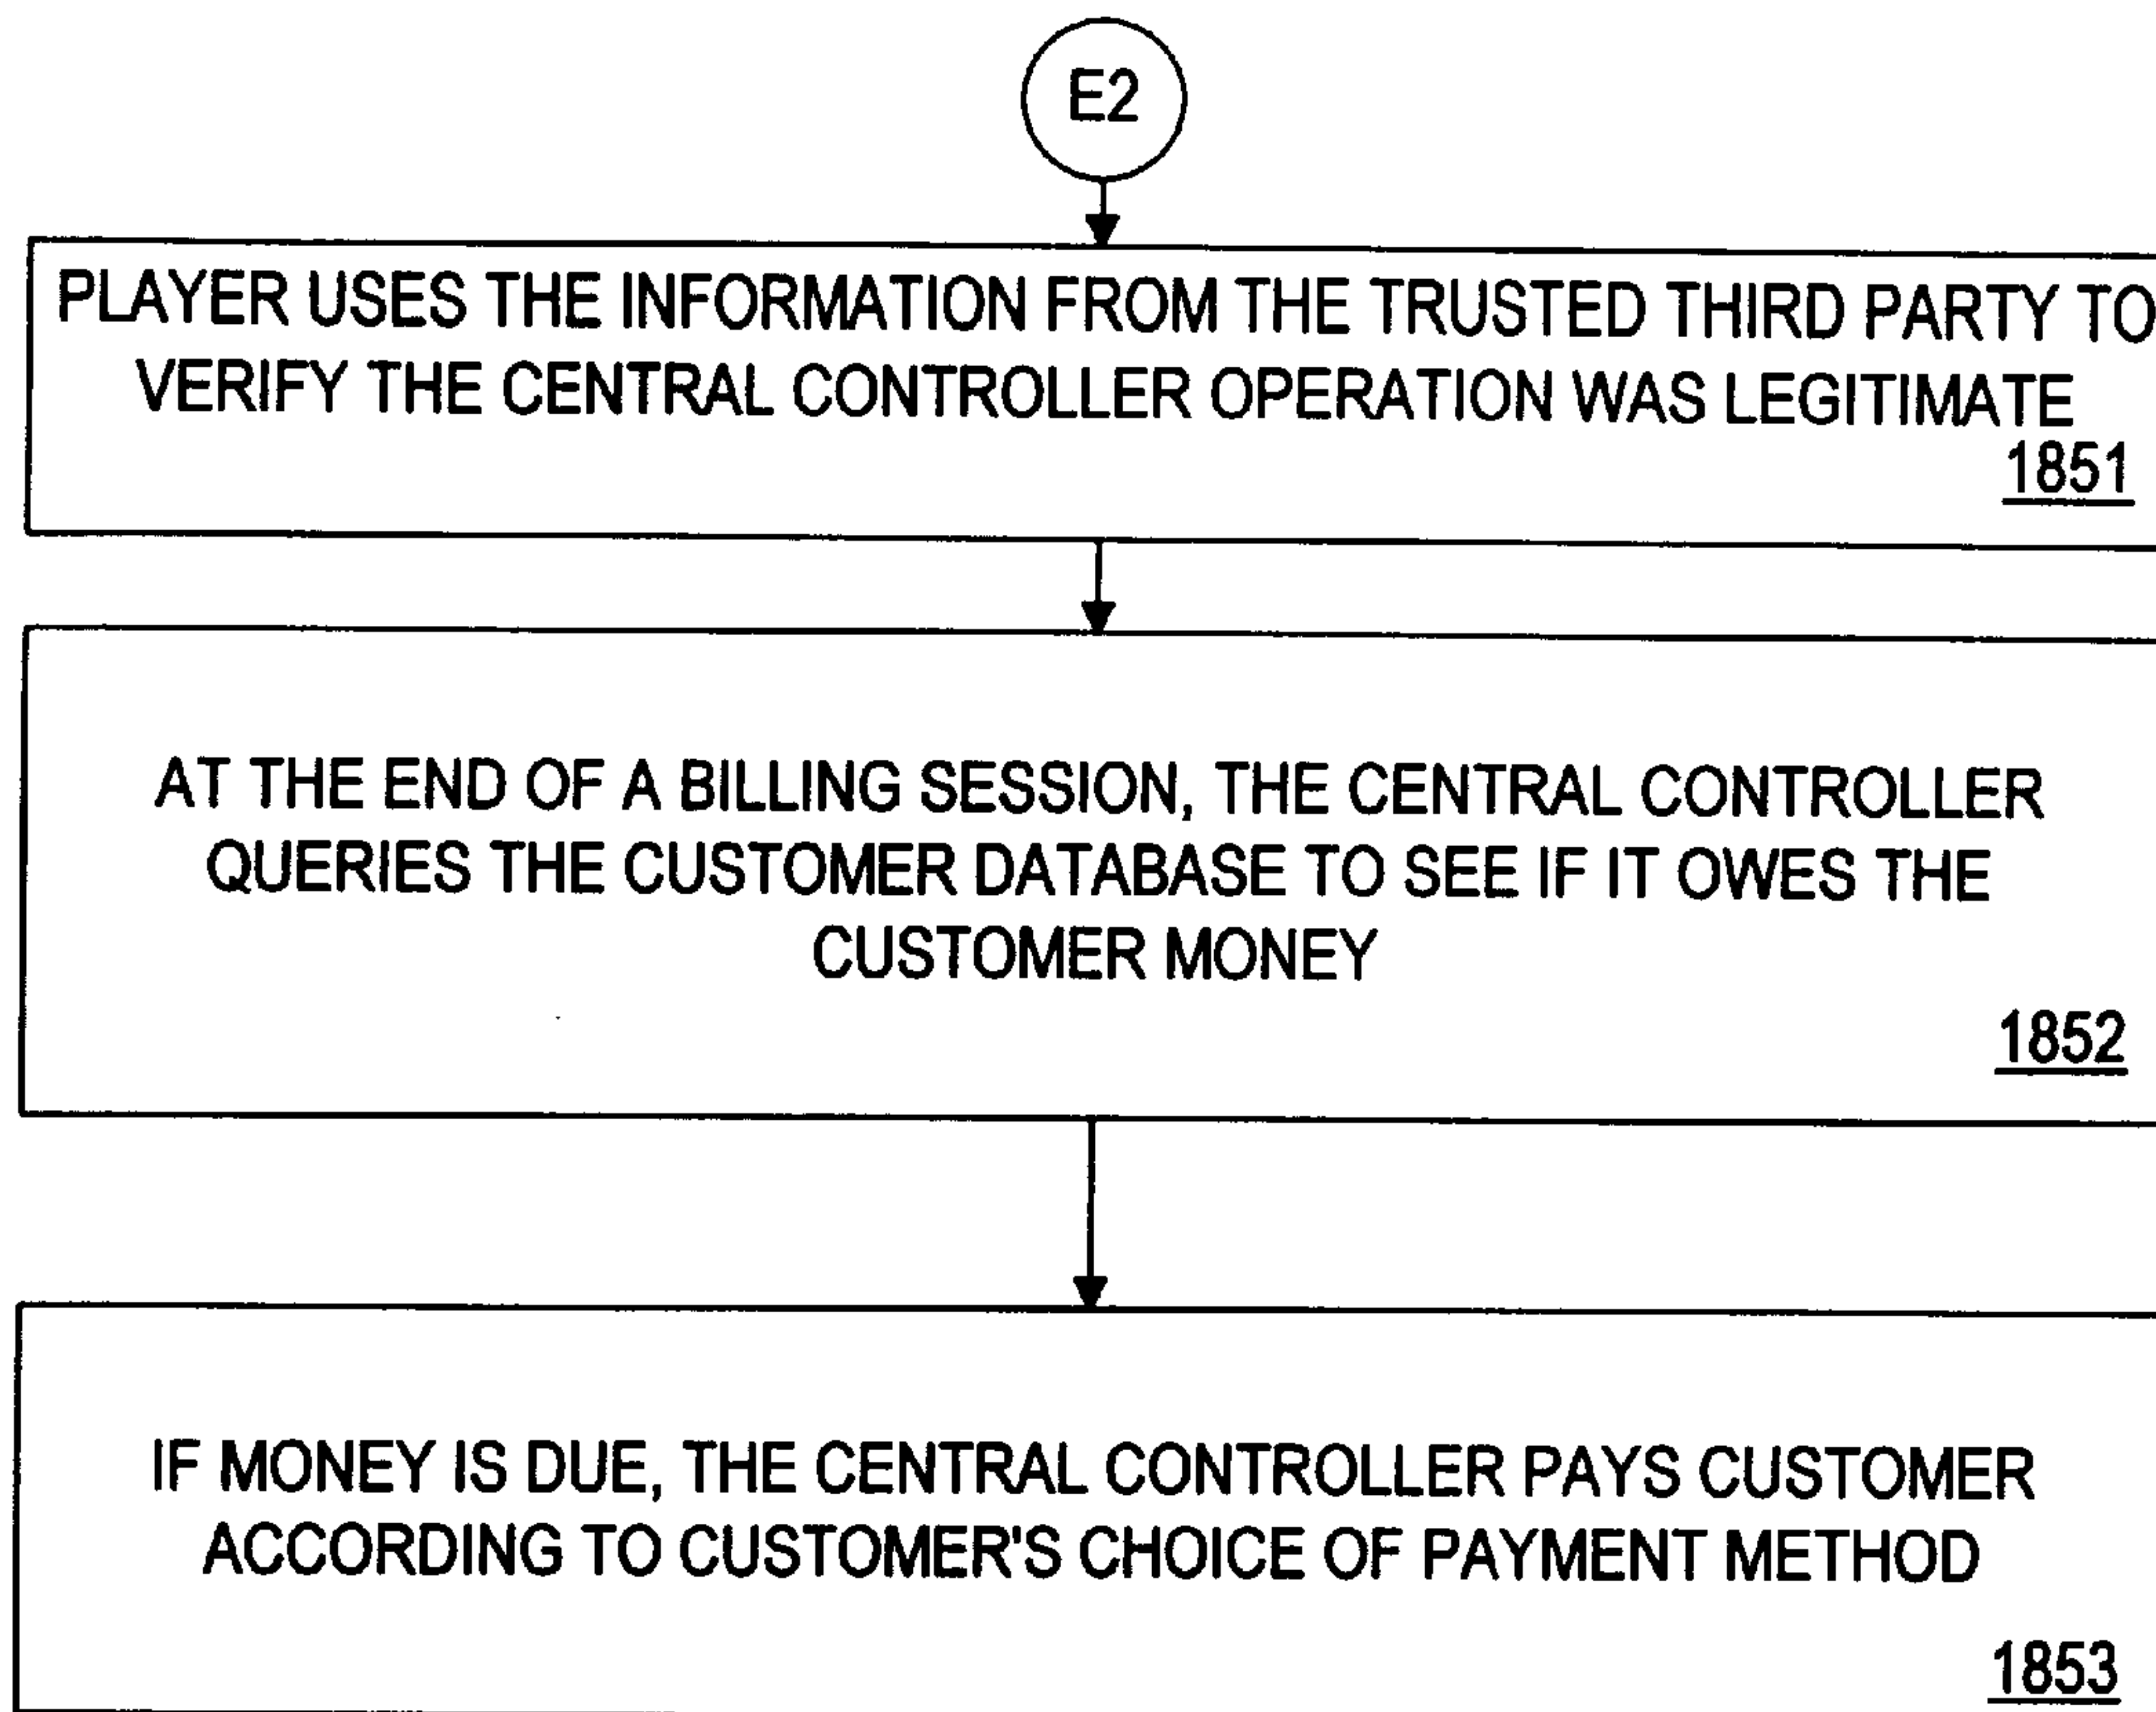 E2
PLAYER USES THE INFORMATION FROM THE TRUSTED THIRD PARTY TO
VERIFY THE CENTRAL CONTROLLER OPERATION WAS LEGITIMATE
1851
AT THE END OF A BILLING SESSION, THE CENTRAL CONTROLLER
QUERIES THE CUSTOMER DATABASE TO SEE IF IT OWES THE
CUSTOMER MONEY
1852
IF MONEY IS DUE, THE CENTRAL CONTROLLER PAYS CUSTOMER
ACCORDING TO CUSTOMER'S CHOICE OF PAYMENT METHOD
1853